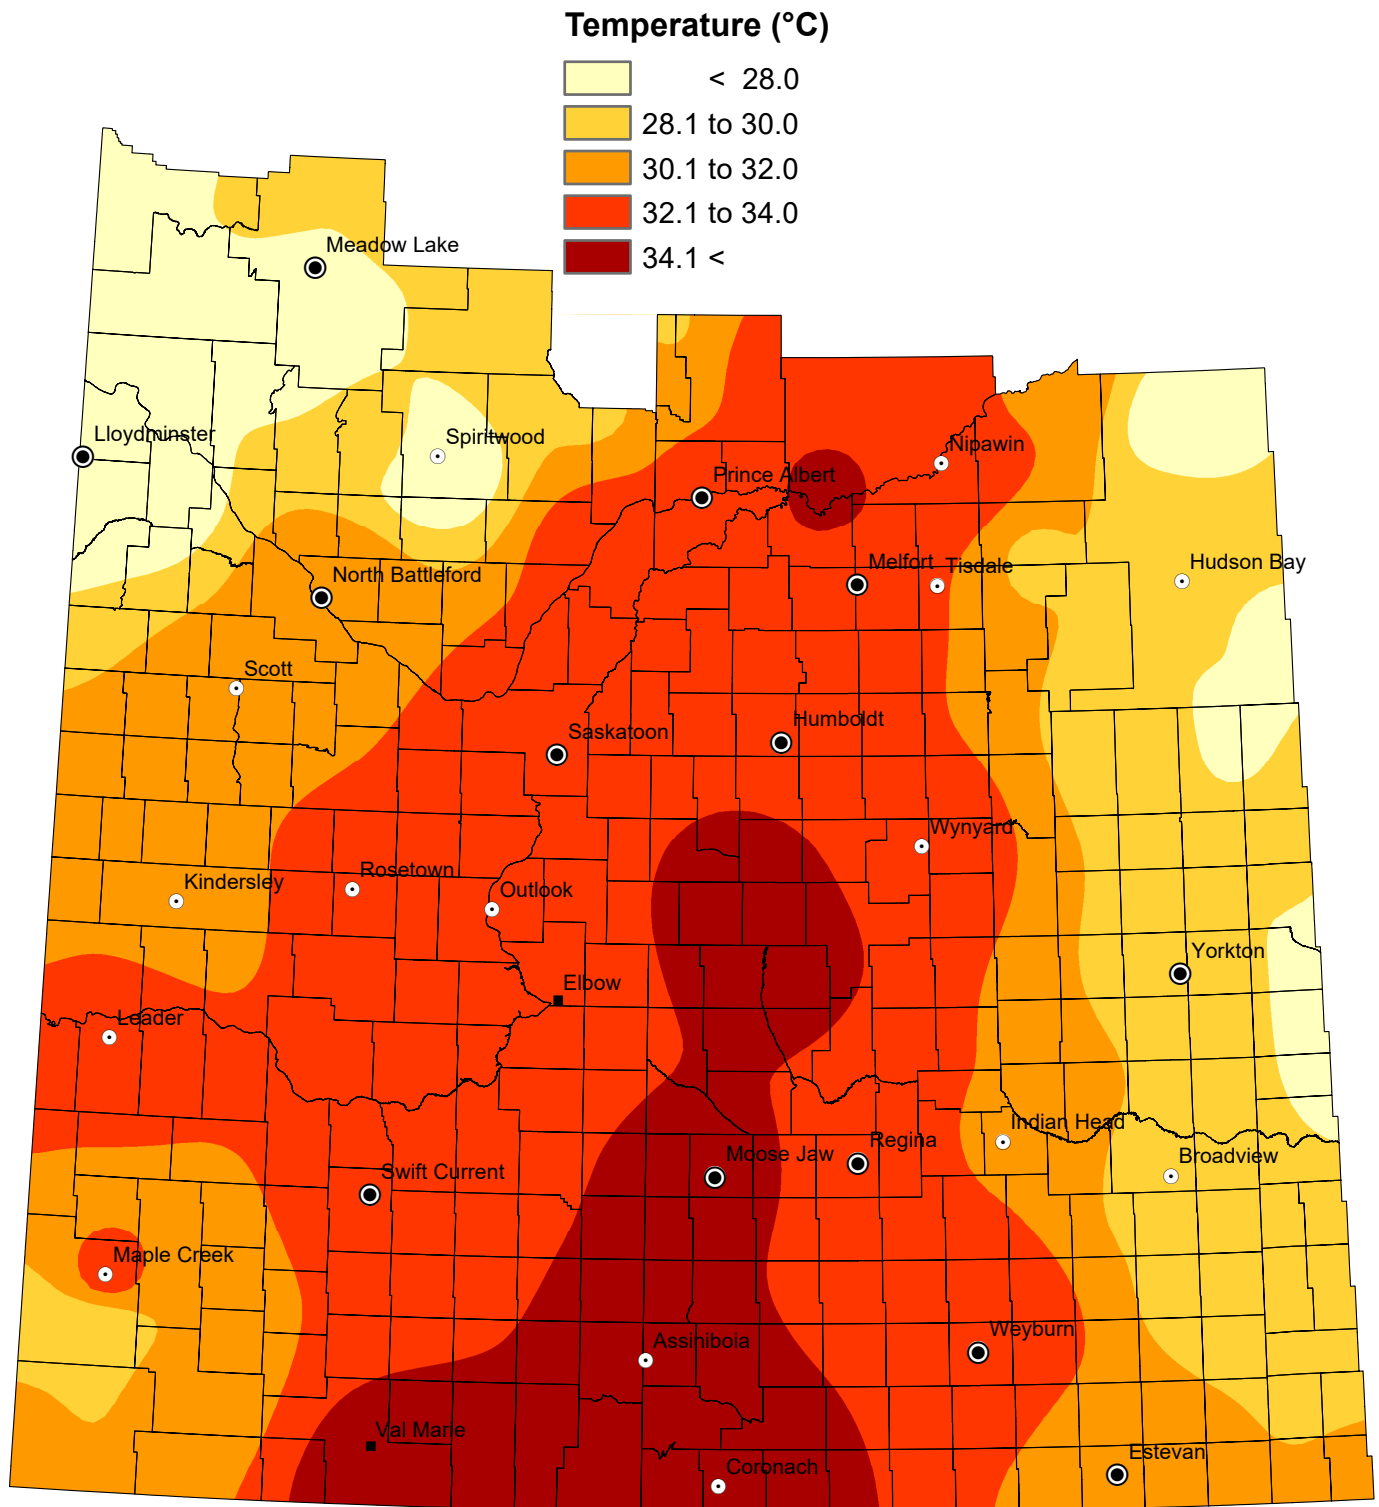 Temperature (°C)
< 28.0
28.1 to 30.0
30.1 to 32.0
32.1 to 34.0
34.1 <
Meadow Lake
Lloydminster
Spiritwood
Nipawin
Prince Albert
Melfort
Tisdale
Hudson Bay
North Battleford
Scott
Humboldt
Saskatoon
Wynyard
Rosetown
Kindersley
Outlook
Yorkton
Elbow
Leader
Indian Head
Regina
Moose Jaw
Broadview
Swift Current
Maple Creek
Weyburn
Assiniboia
Val Marie
Estevan
Coronach